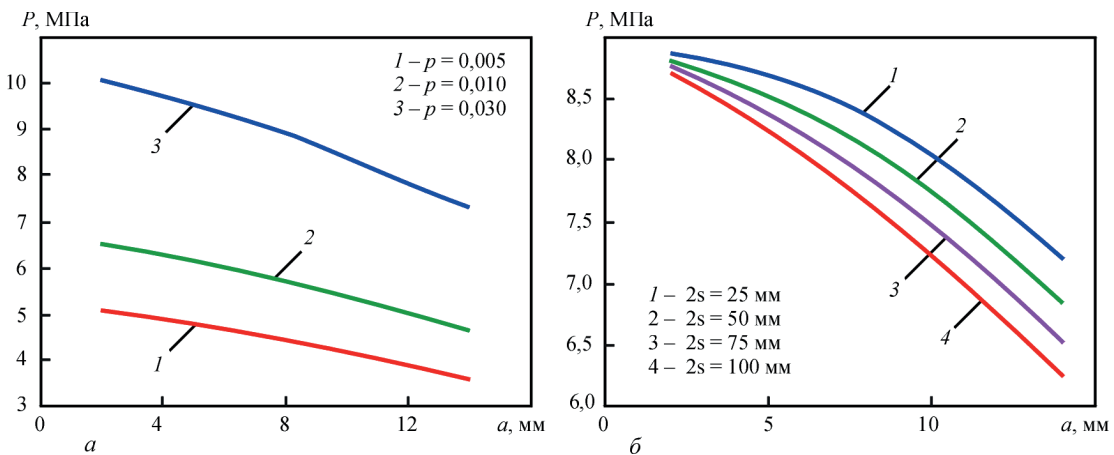 P, МПа
1 – p = 0,005
2 – p = 0,010
3 – p = 0,030
10
9
8
7
6
5
4
3
3
2
1
0
4
8
12
a, мм
а
P, МПа
8,5
8,0
7,5
7,0
6,5
6,0
1
2
3
4
1 – 2s = 25 мм
2 – 2s = 50 мм
3 – 2s = 75 мм
4 – 2s = 100 мм
0
5
10
a, мм
б